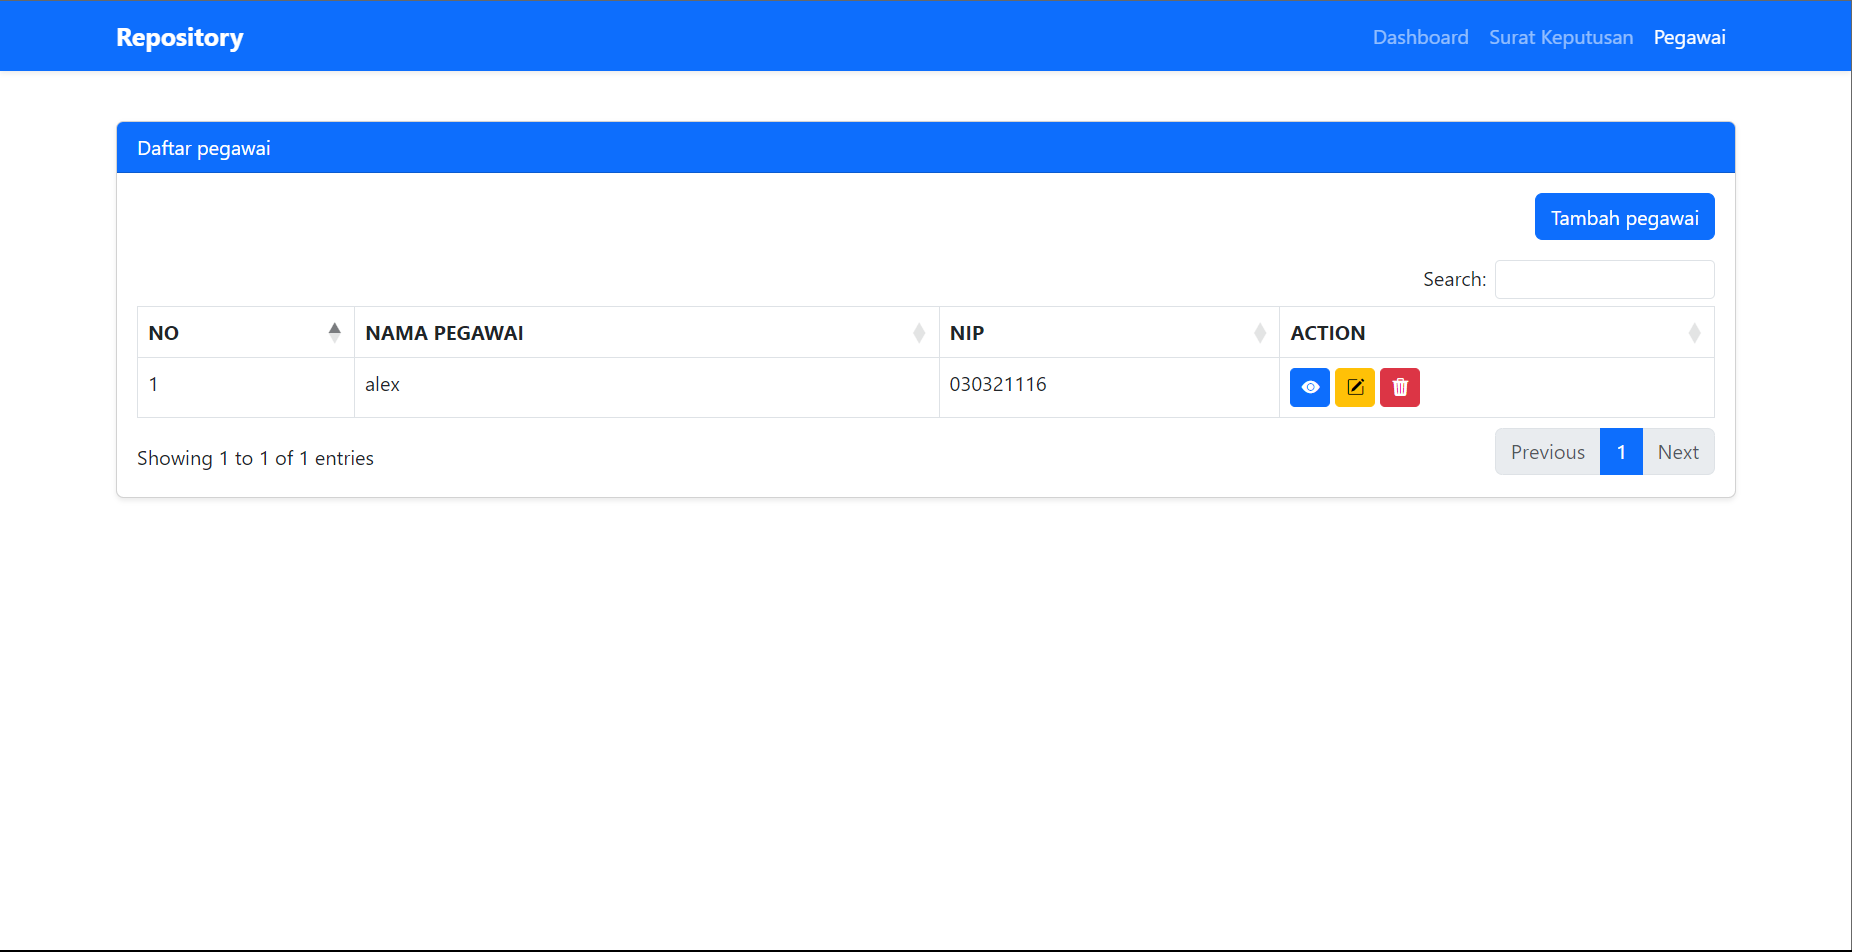 Repository Dashboard Surat Keputusan Pegawai
Daftar pegawai
Tambah pegawai
Search:
NO NAMA PEGAWAI NIP ACTION
1 alex 030321116
Showing 1 to 1 of 1 entries Previous 1 Next